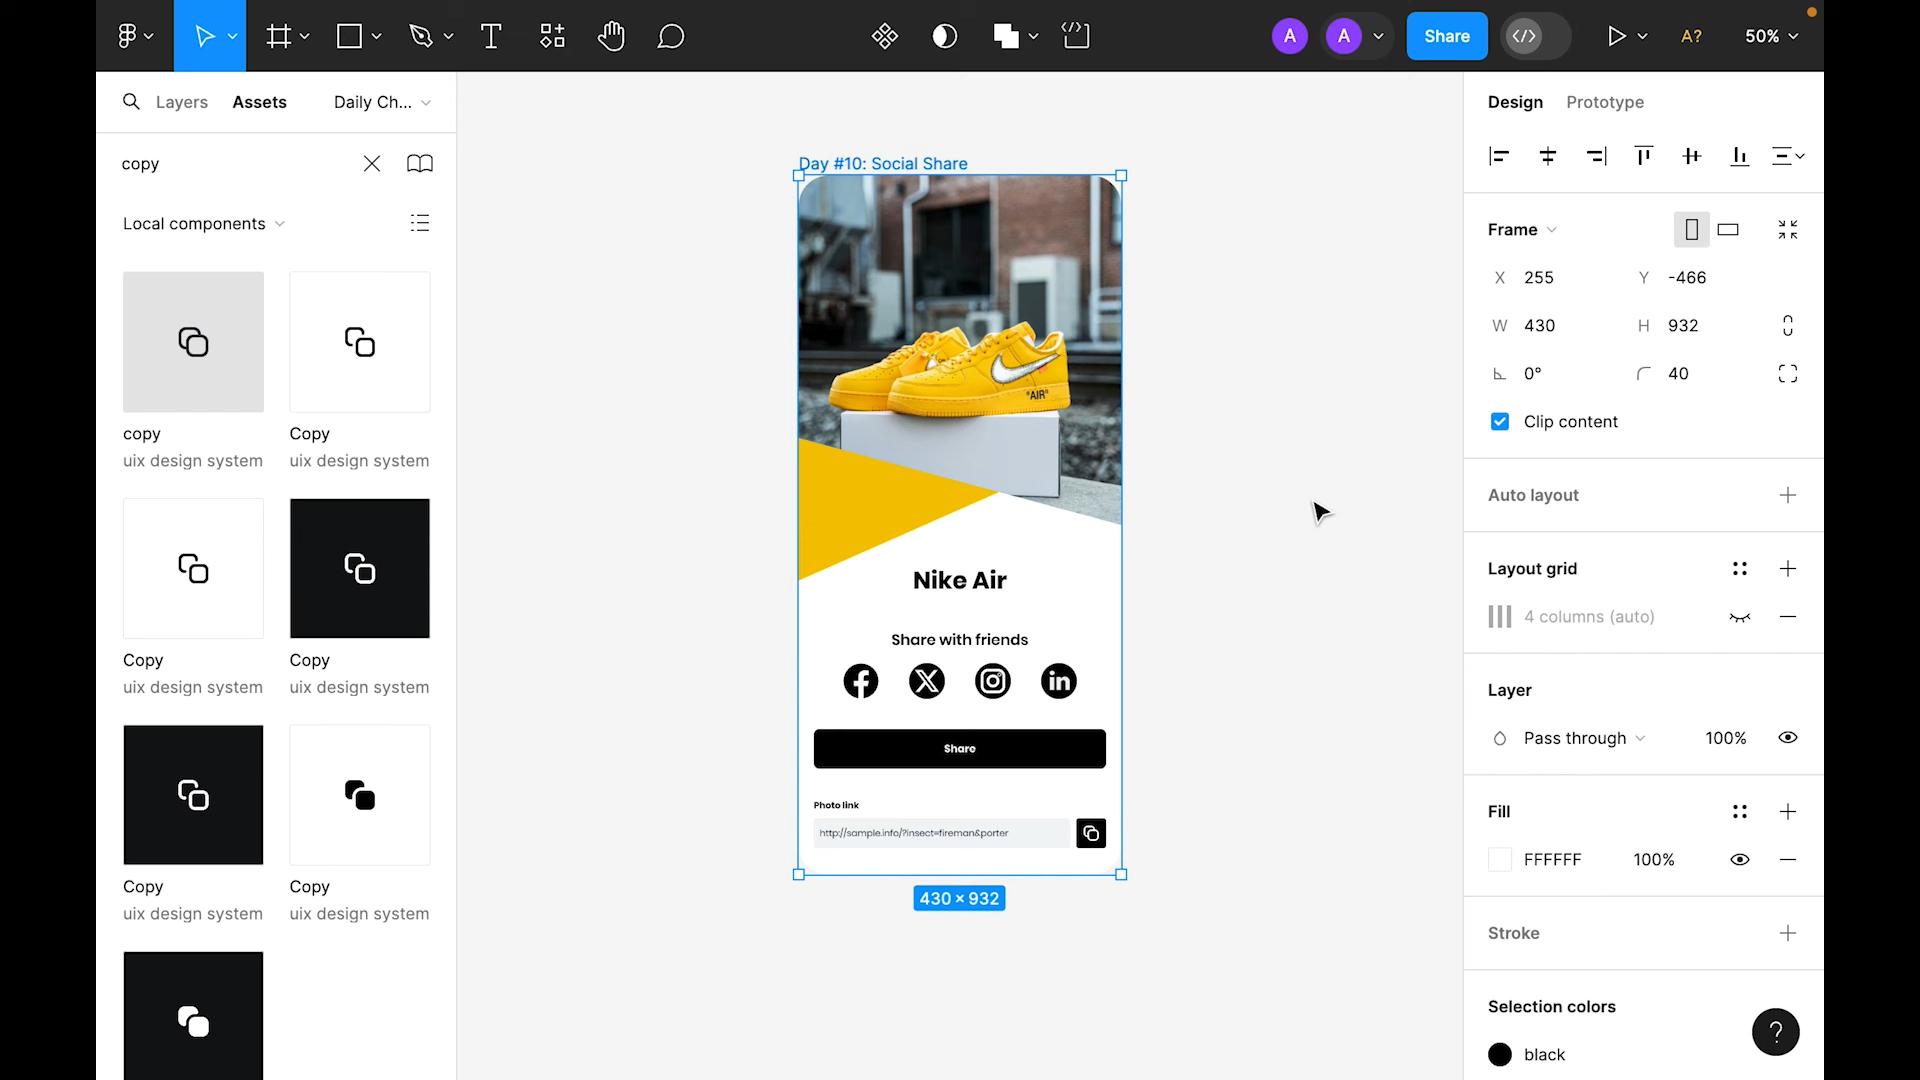 T
A
A
Share
A?
50%
Layers
Assets
Daily Ch...
copy
Local components
copy
uix design system
Copy
uix design system
Copy
uix design system
Copy
uix design system
Copy
uix design system
Copy
uix design system
Day #10: Social Share
"AIR"
Nike Air
Share with friends
Share
Photo link
http://sample.info/?insect=fireman&porter
430 × 932
Design
Prototype
Frame
X 255
Y -466
W 430
H 932
0°
40
Clip content
Auto layout
Layout grid
4 columns (auto)
Layer
Pass through
100%
Fill
FFFFFF
100%
Stroke
Selection colors
black
?